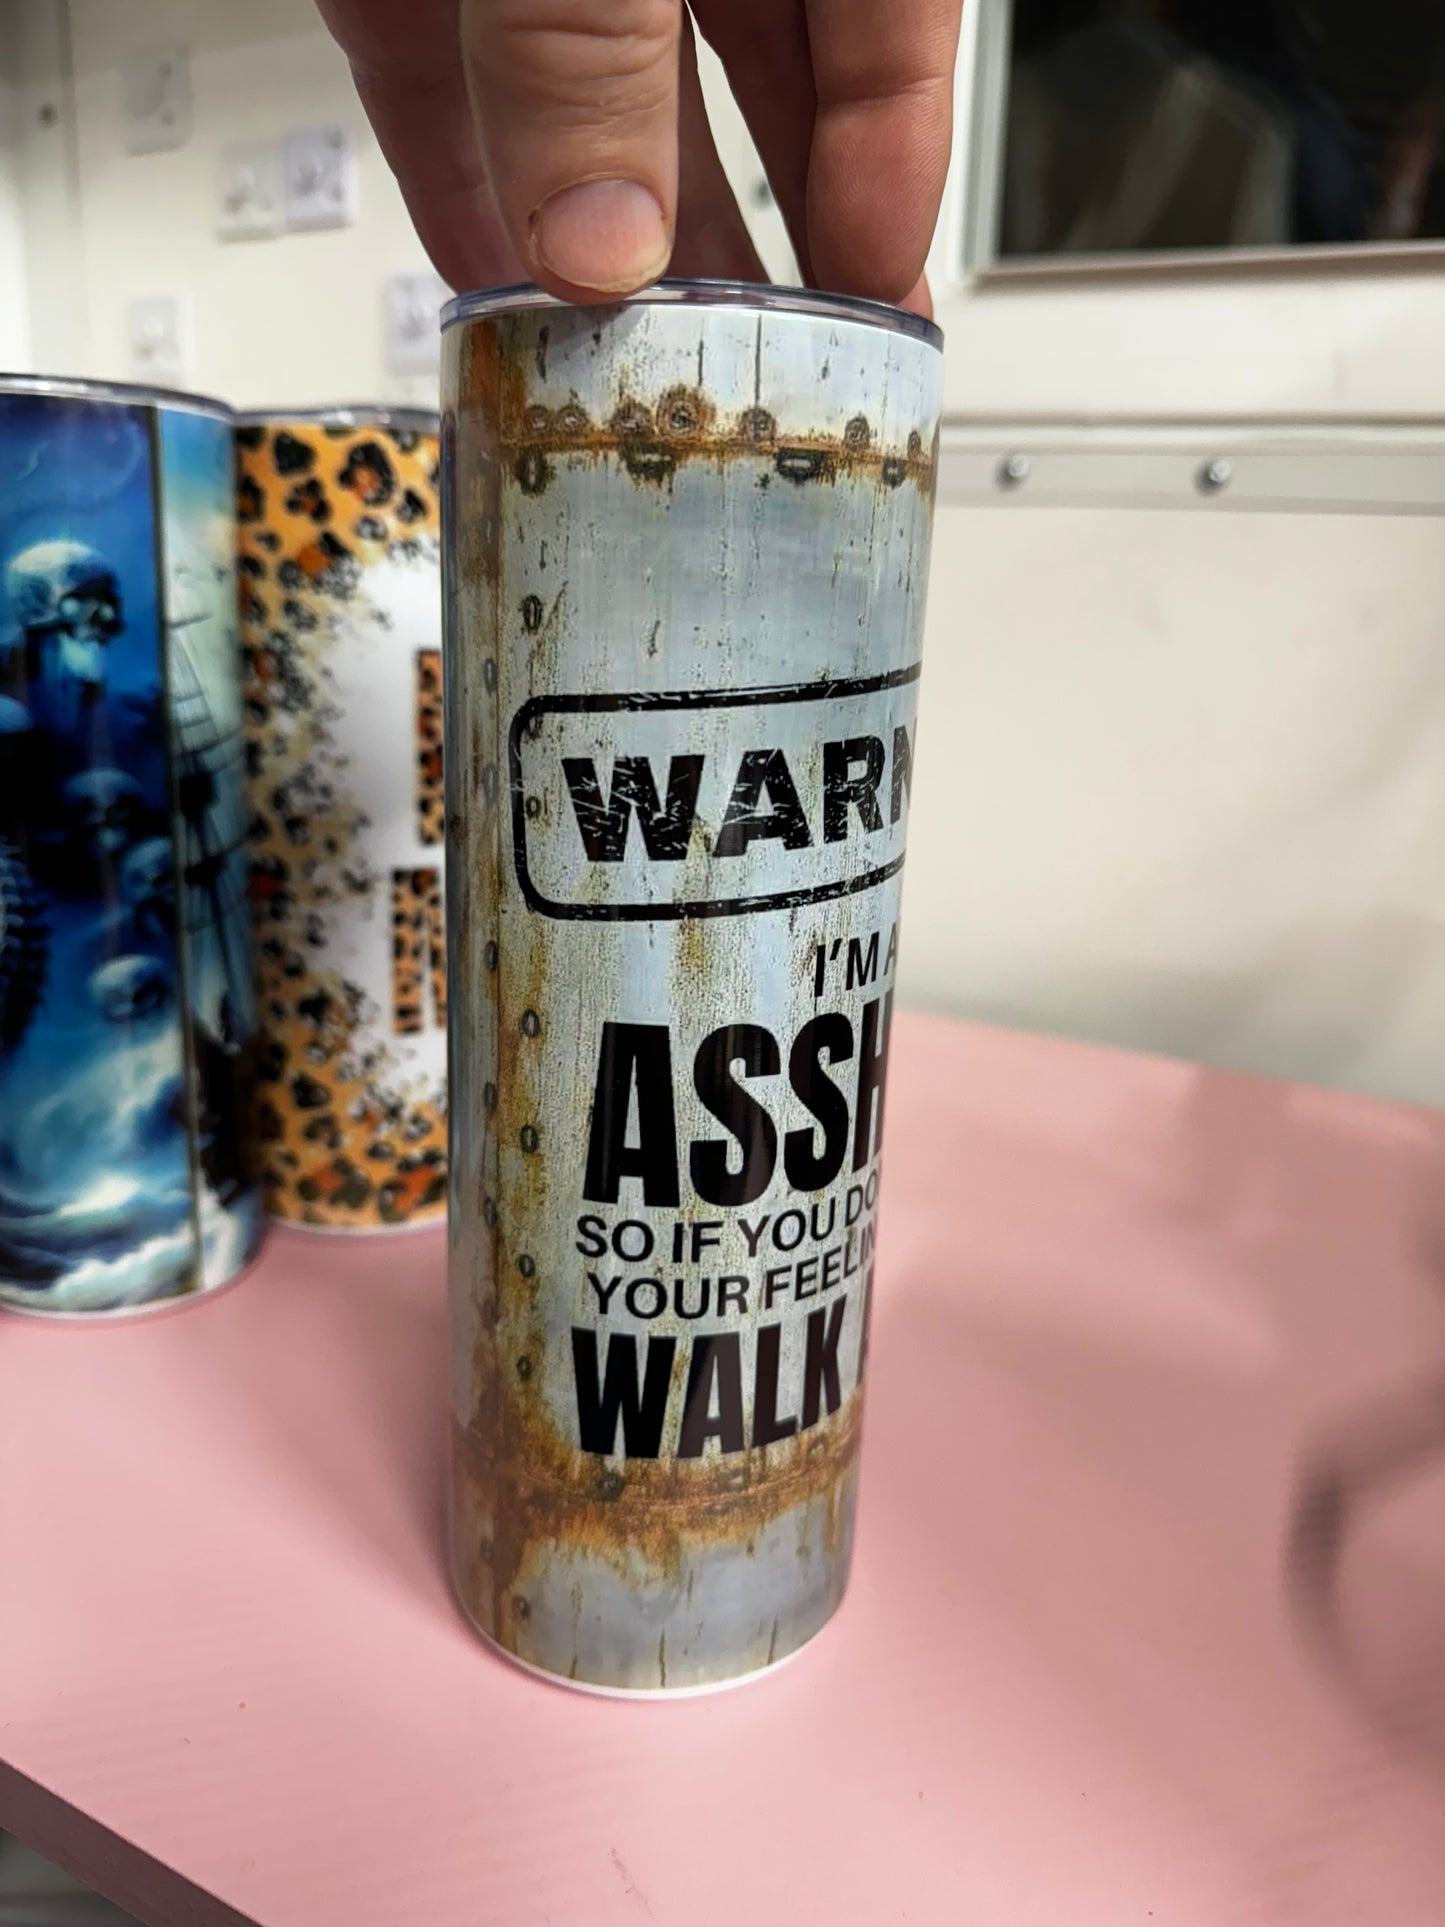 WARN
I'M A
ASSH
SO IF YOU DO
YOUR FEELIN
WALK